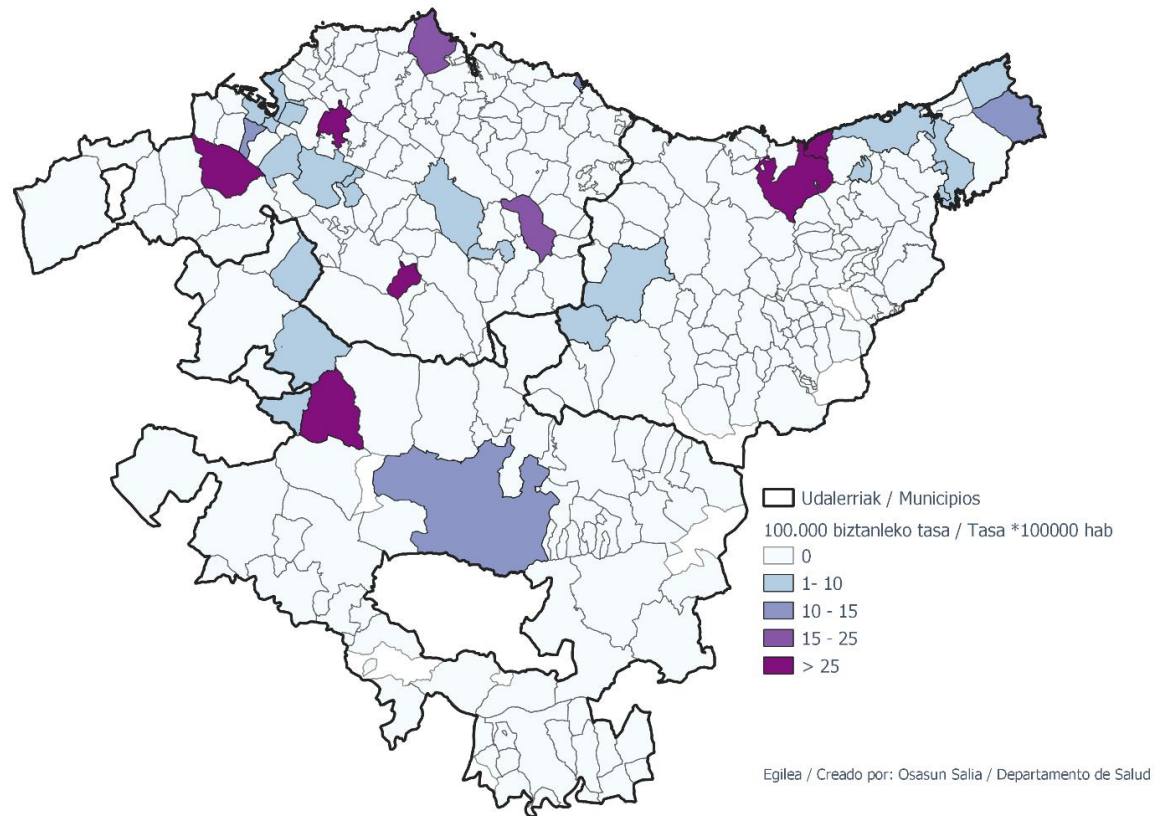 Udalerriak / Municipios
100.000 biztanleko tasa / Tasa *100000 hab
0
1- 10
10 - 15
15 - 25
> 25
Egilea / Creado por: Osasun Salia / Departamento de Salud